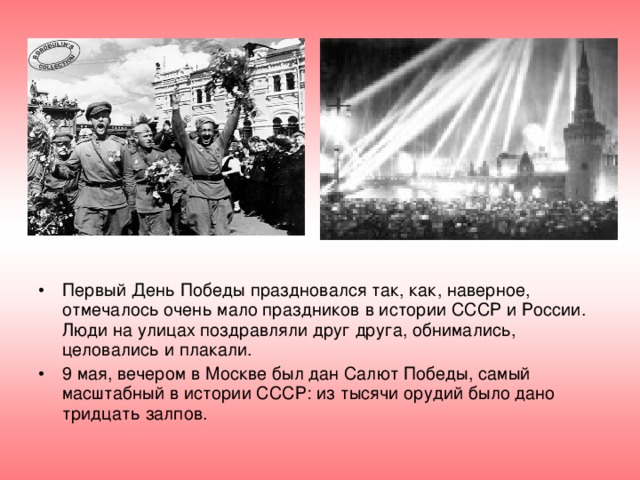 BOROBULIN'S
COLLECTION
• Первый День Победы праздновался так, как, наверное,
отмечалось очень мало праздников в истории СССР и России.
Люди на улицах поздравляли друг друга, обнимались,
целовались и плакали.
• 9 мая, вечером в Москве был дан Салют Победы, самый
масштабный в истории СССР: из тысячи орудий было дано
тридцать залпов.